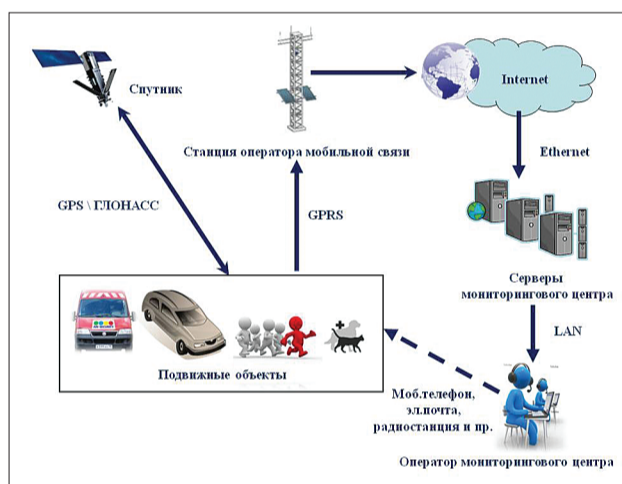 Спутник
Internet
Станция оператора мобильной связи
Ethernet
GPS \ ГЛОНАСС
GPRS
Серверы
мониторингового центра
LAN
Подвижные объекты
Моб.телефон,
эл.почта,
радиостанция и пр.
Оператор мониторингового центра